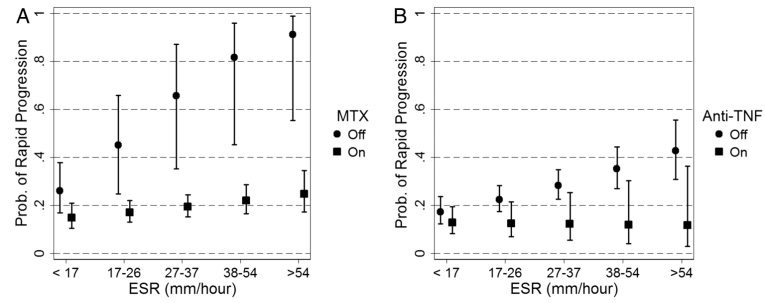 A
Prob. of Rapid Progression
0 .2 .4 .6 .8 1
< 17 17-26 27-37 38-54 >54
ESR (mm/hour)
MTX
Off
On
B
Prob. of Rapid Progression
0 .2 .4 .6 .8 1
< 17 17-26 27-37 38-54 >54
ESR (mm/hour)
Anti-TNF
Off
On